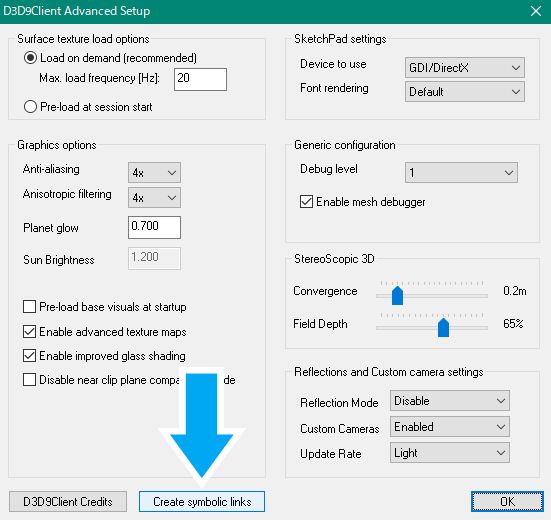 D3D9Client Advanced Setup
Surface texture load options
Load on demand (recommended)
Max. load frequency [Hz]:
20
Pre-load at session start
Graphics options
Anti-aliasing
4x
Anisotropic filtering
4x
Planet glow
0.700
Sun Brightness
1.200
Pre-load base visuals at startup
Enable advanced texture maps
Enable improved glass shading
Disable near clip plane
SketchPad settings
Device to use
GDI/DirectX
Font rendering
Default
Generic configuration
Debug level
1
Enable mesh debugger
StereoScopic 3D
Convergence
0.2m
Field Depth
65%
Reflections and Custom camera settings
Reflection Mode
Disable
Custom Cameras
Enabled
Update Rate
Light
D3D9Client Credits
Create symbolic links
OK